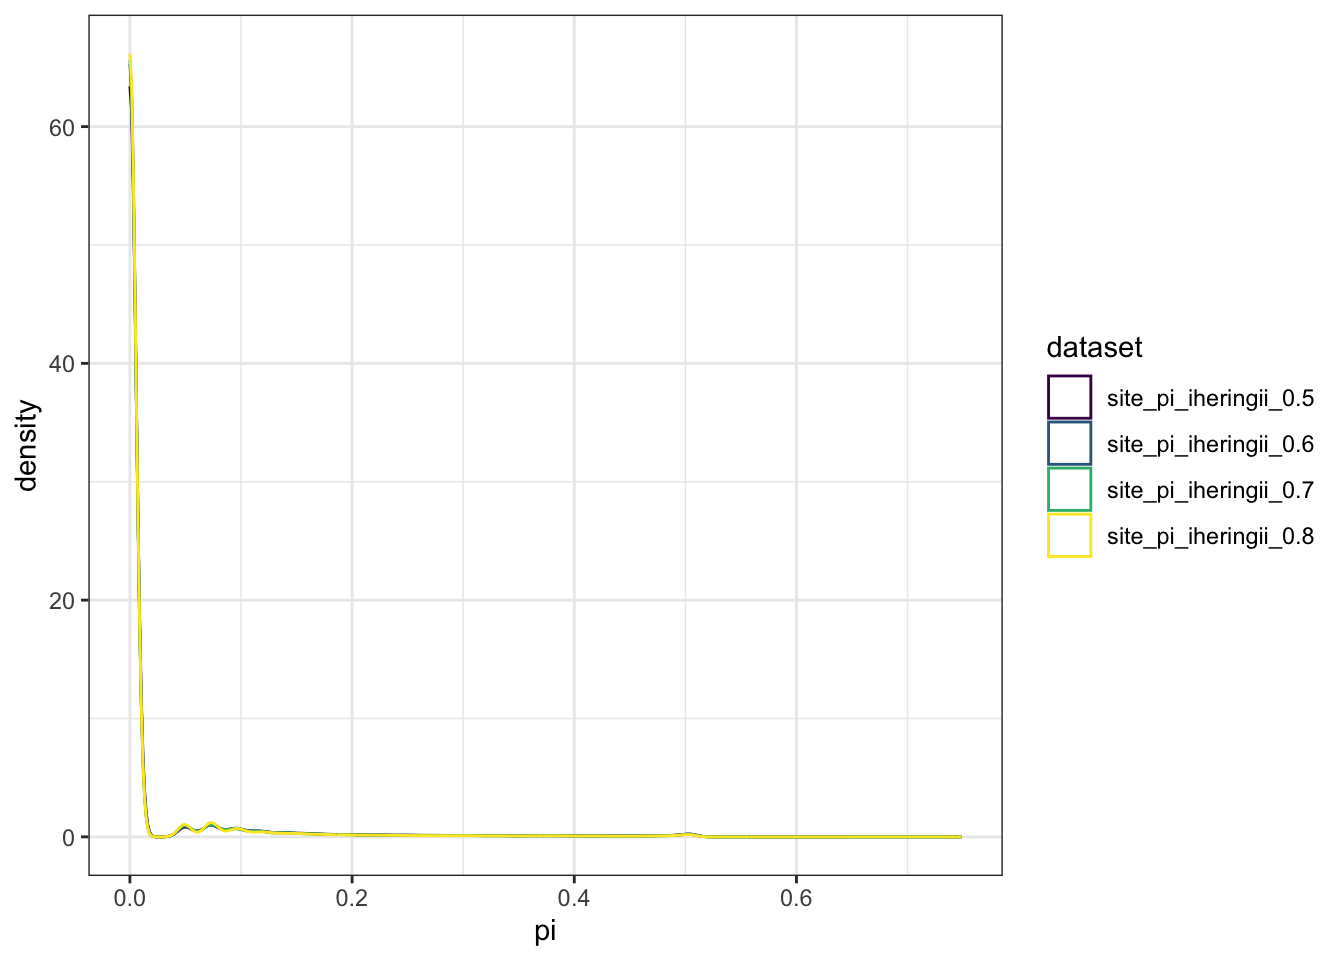 60
40
20
0
density
0.0 0.2 0.4 0.6
pi
dataset
site_pi_iheringii_0.5
site_pi_iheringii_0.6
site_pi_iheringii_0.7
site_pi_iheringii_0.8